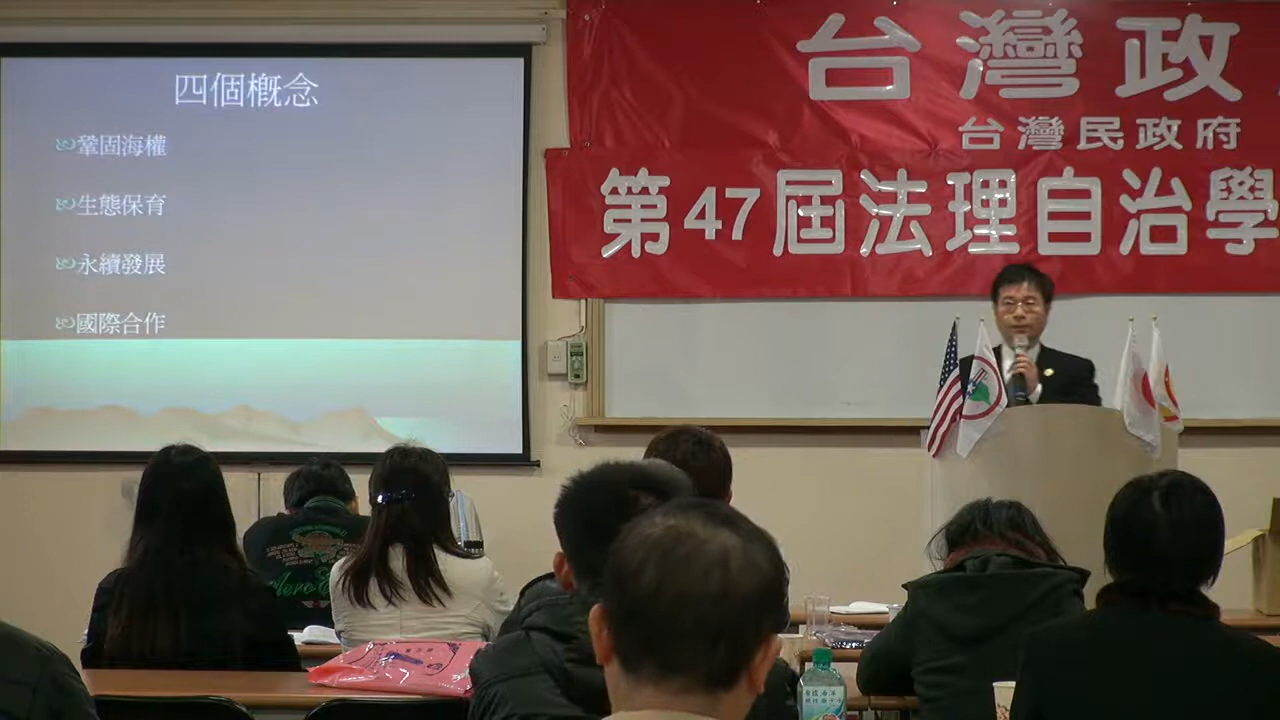 四個概念
鞏固海權
生態保育
永續發展
國際合作
台灣政
台灣民政府
第47屆法理自治學